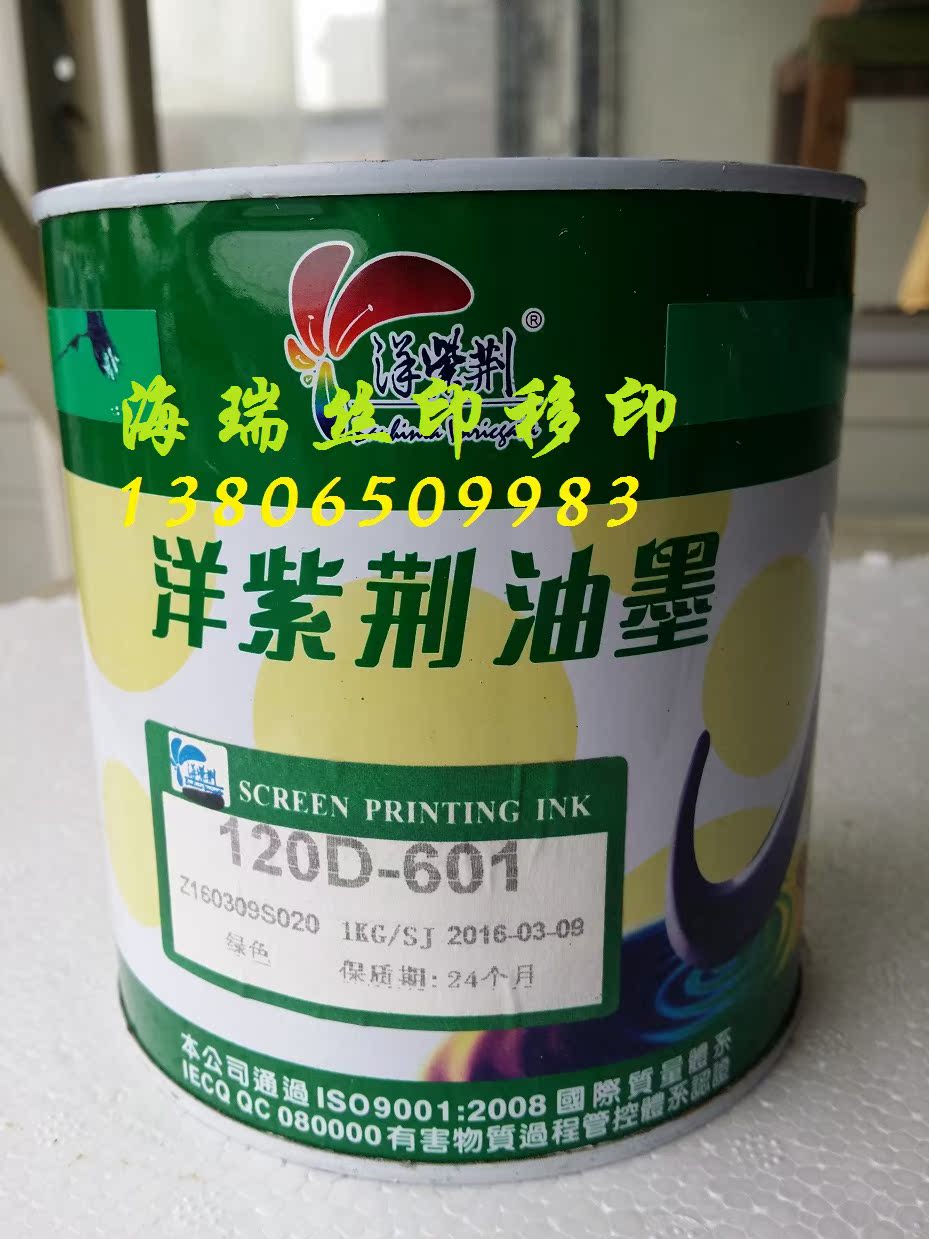 洋紫荆®
海瑞丝印移印
13806509983
洋紫荆油墨
SCREEN PRINTING INK
120D-601
Z160309S020 1KG/SJ 2016-03-09
绿色 保质期:24个月
本公司通過ISO9001:2008國際質量體系
IECQ QC 080000有害物質過程管控體系認證